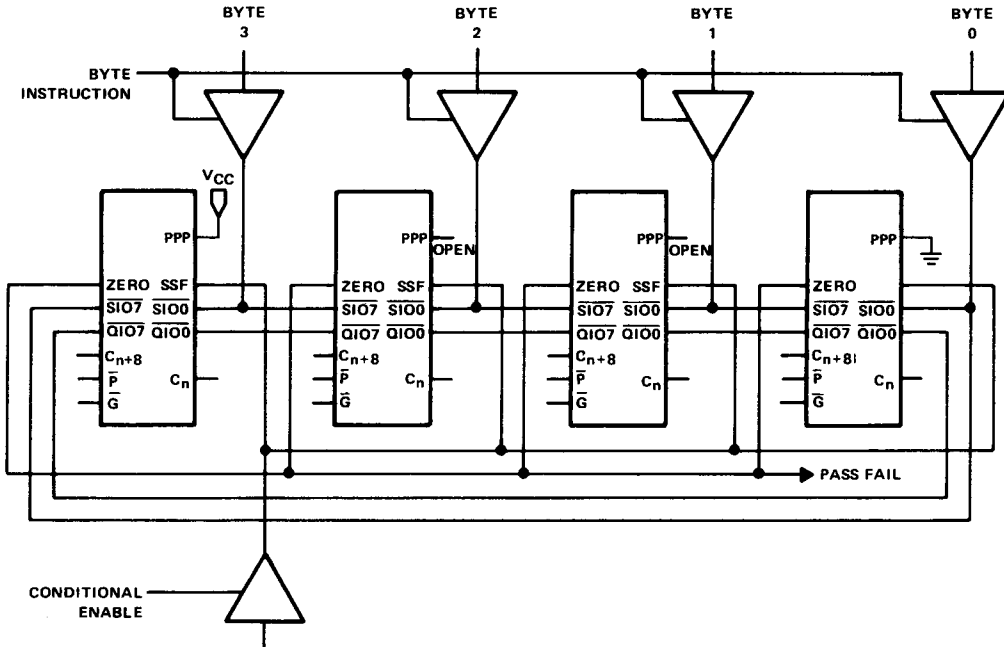 BYTE
3
BYTE
2
BYTE
1
BYTE
0
BYTE
INSTRUCTION
VCC
PPP
ZERO SSF
SIO7 SIO0
QIO7 QIO0
Cn+8
P Cn
G
PPP
OPEN
ZERO SSF
SIO7 SIO0
QIO7 QIO0
Cn+8
P Cn
G
PPP
OPEN
ZERO SSF
SIO7 SIO0
QIO7 QIO0
Cn+8
P Cn
G
PPP
ZERO SSF
SIO7 SIO0
QIO7 QIO0
Cn+8
P Cn
G
PASS FAIL
CONDITIONAL
ENABLE